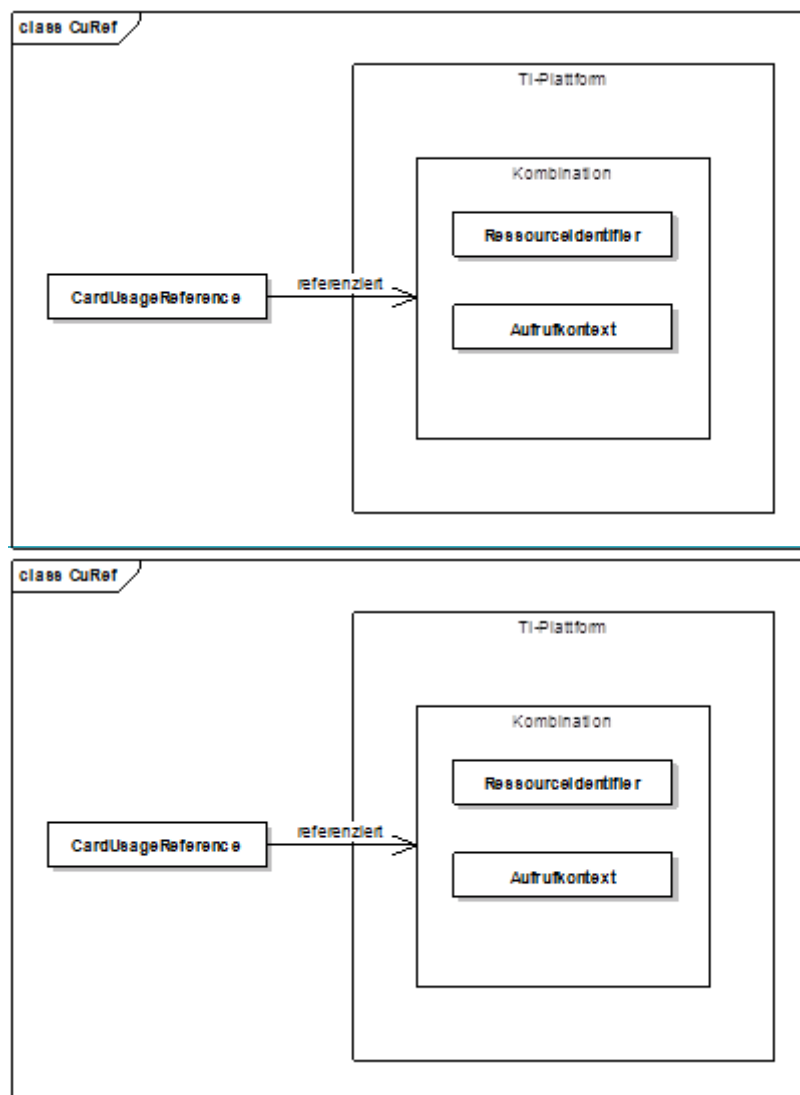 class CuRef
TI-Plattform
Kombination
RessourceIdentifier
referenziert
CardUsageReference
Aufrufkontext
class CuRef
TI-Plattform
Kombination
RessourceIdentifier
referenziert
CardUsageReference
Aufrufkontext